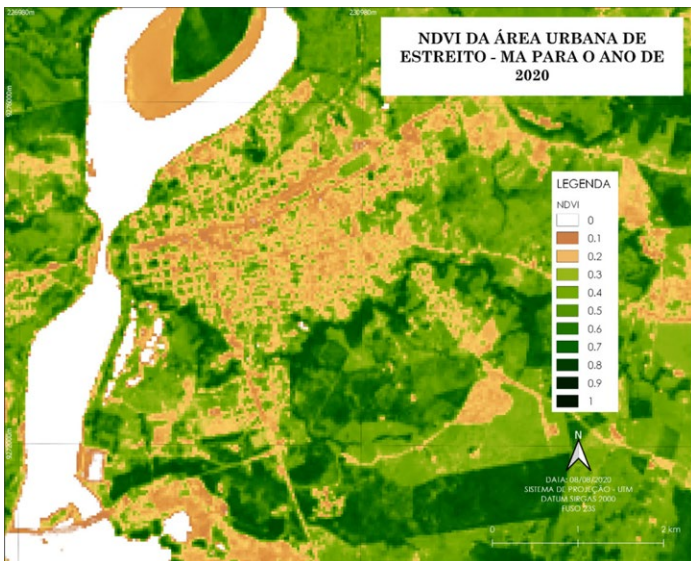 226980m
230980m
NDVI DA ÁREA URBANA DE
ESTREITO - MA PARA O ANO DE
2020
LEGENDA
NDVI
0
0.1
0.2
0.3
0.4
0.5
0.6
0.7
0.8
0.9
1
N
DATA: 08/08/2020
SISTEMA DE PROJEÇÃO - UTM
DATUM SIRGAS 2000
FUSO 23S
0
2 km